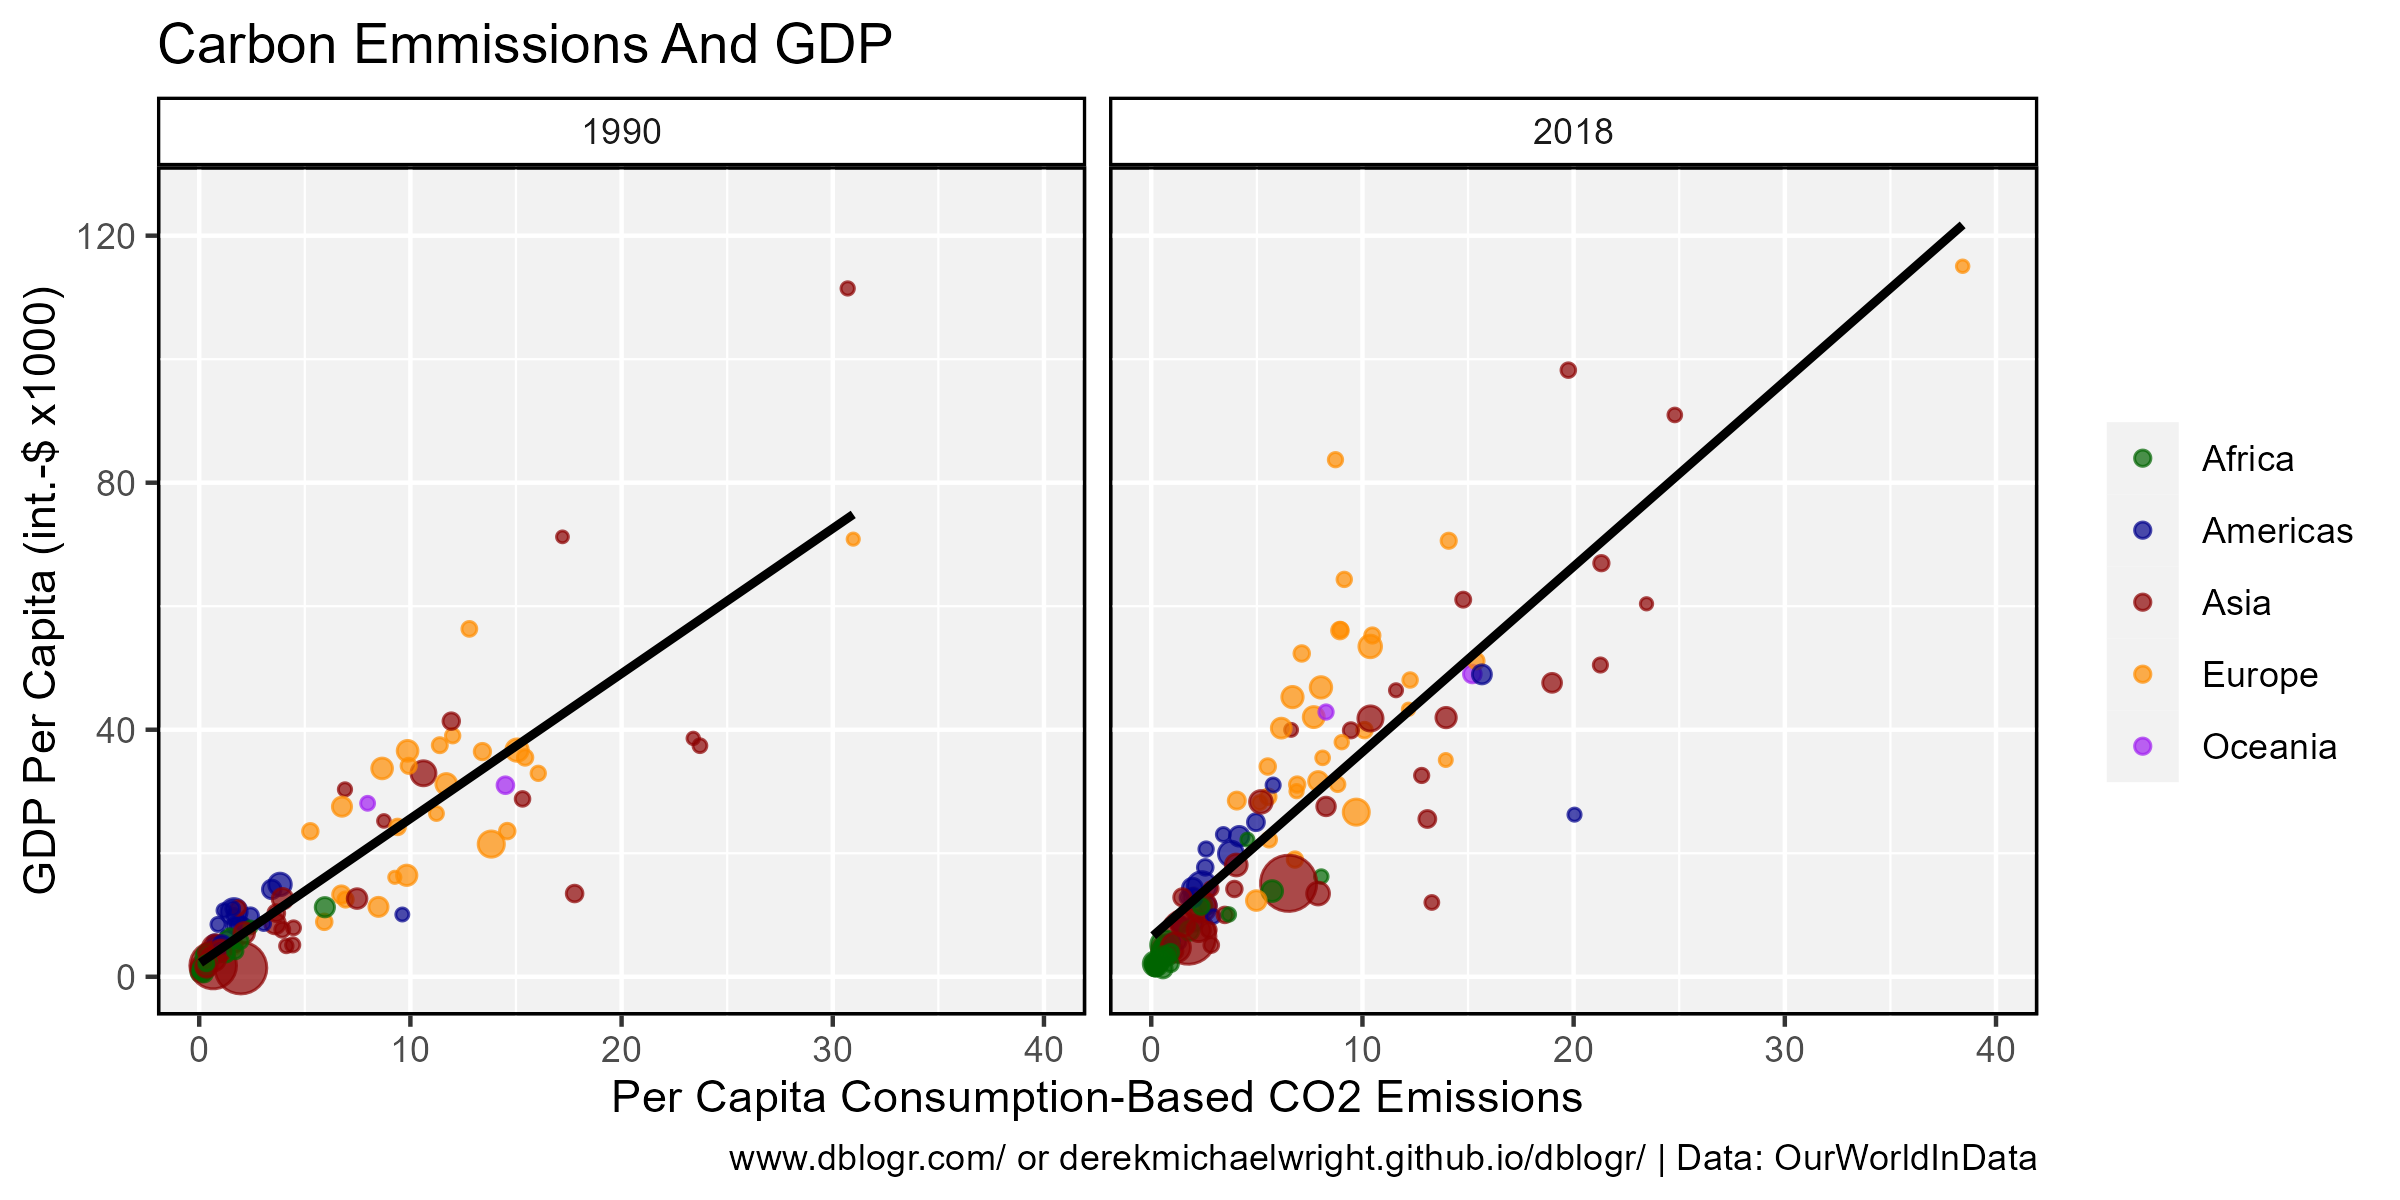 Carbon Emmissions And GDP
1990
2018
GDP Per Capita (int.-$ x1000)
120
80
40
0
0 10 20 30 40
0 10 20 30 40
Per Capita Consumption-Based CO2 Emissions
Africa
Americas
Asia
Europe
Oceania
www.dblogr.com/ or derekmichaelwright.github.io/dblogr/ | Data: OurWorldInData